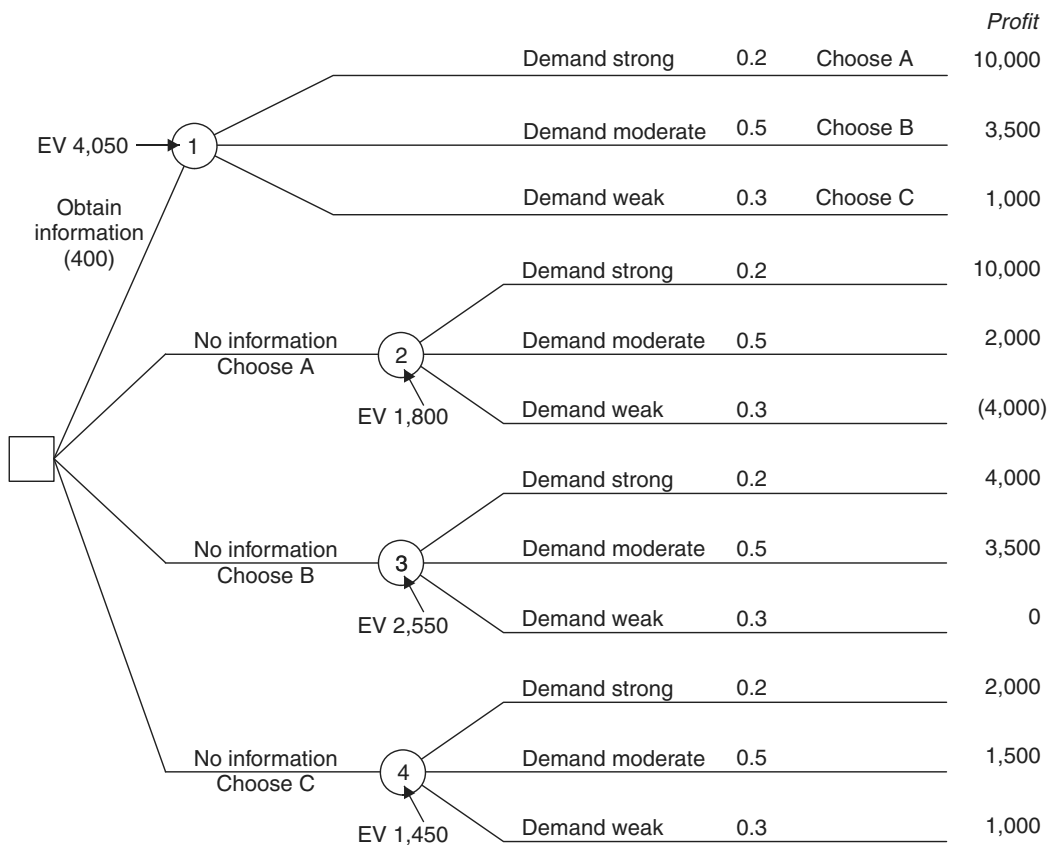 Profit
Demand strong 0.2 Choose A 10,000
EV 4,050 1 Demand moderate 0.5 Choose B 3,500
Demand weak 0.3 Choose C 1,000
Obtain
information
(400)
Demand strong 0.2 10,000
No information 2 Demand moderate 0.5 2,000
Choose A
EV 1,800 Demand weak 0.3 (4,000)
Demand strong 0.2 4,000
No information 3 Demand moderate 0.5 3,500
Choose B
EV 2,550 Demand weak 0.3 0
Demand strong 0.2 2,000
No information 4 Demand moderate 0.5 1,500
Choose C
EV 1,450 Demand weak 0.3 1,000